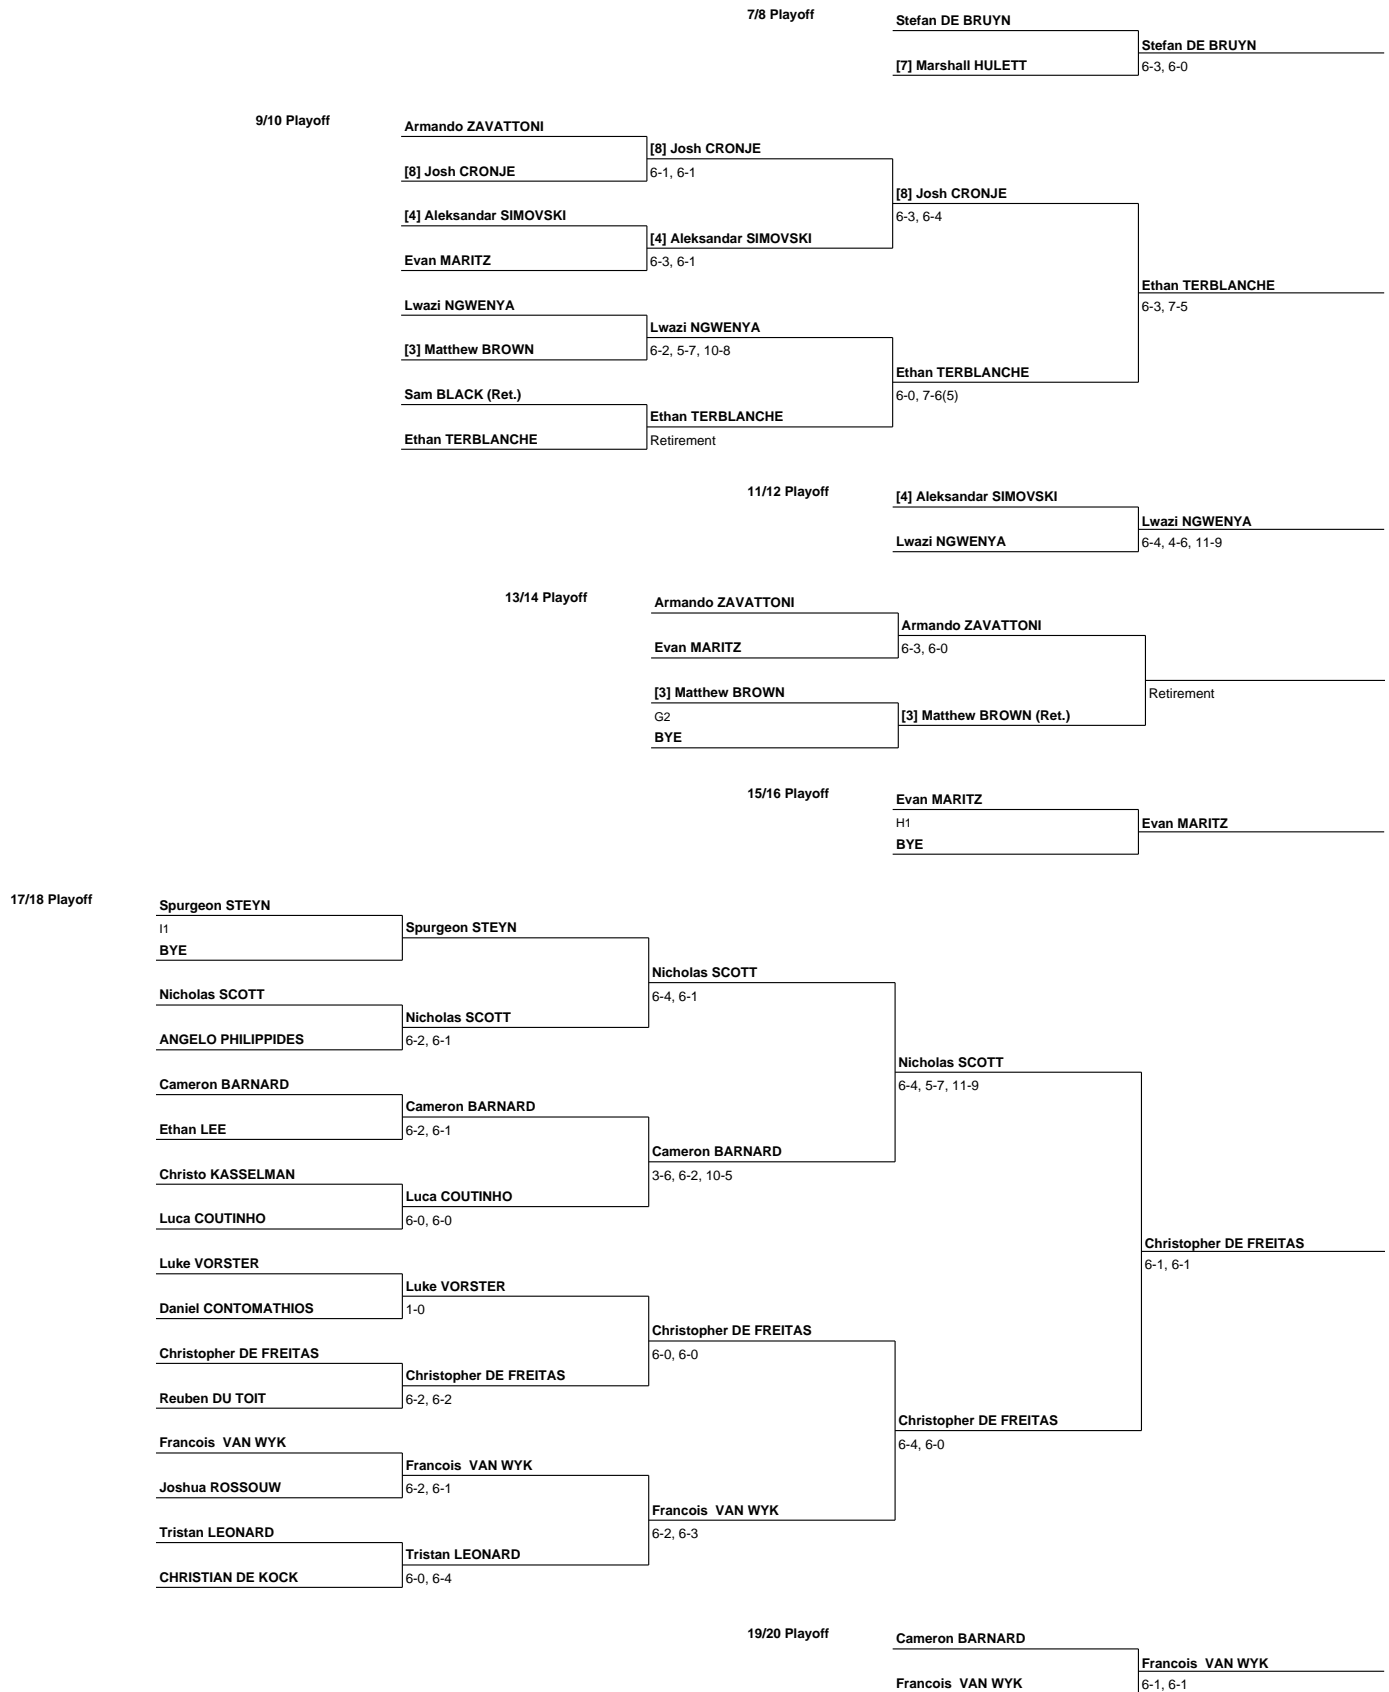 7/8 Playoff
Stefan DE BRUYN
Stefan DE BRUYN
[7] Marshall HULETT
6-3, 6-0
9/10 Playoff
Armando ZAVATTONI
[8] Josh CRONJE
[8] Josh CRONJE
6-1, 6-1
[8] Josh CRONJE
[4] Aleksandar SIMOVSKI
6-3, 6-4
[4] Aleksandar SIMOVSKI
Evan MARITZ
6-3, 6-1
Ethan TERBLANCHE
Lwazi NGWENYA
6-3, 7-5
Lwazi NGWENYA
[3] Matthew BROWN
6-2, 5-7, 10-8
Ethan TERBLANCHE
Sam BLACK (Ret.)
6-0, 7-6(5)
Ethan TERBLANCHE
Ethan TERBLANCHE
Retirement
11/12 Playoff
[4] Aleksandar SIMOVSKI
Lwazi NGWENYA
Lwazi NGWENYA
6-4, 4-6, 11-9
13/14 Playoff
Armando ZAVATTONI
Armando ZAVATTONI
Evan MARITZ
6-3, 6-0
[3] Matthew BROWN
Retirement
G2
[3] Matthew BROWN (Ret.)
BYE
15/16 Playoff
Evan MARITZ
H1
Evan MARITZ
BYE
17/18 Playoff
Spurgeon STEYN
I1
Spurgeon STEYN
BYE
Nicholas SCOTT
Nicholas SCOTT
6-4, 6-1
Nicholas SCOTT
ANGELO PHILIPPIDES
6-2, 6-1
Nicholas SCOTT
Cameron BARNARD
6-4, 5-7, 11-9
Cameron BARNARD
Ethan LEE
6-2, 6-1
Cameron BARNARD
Christo KASSELMAN
3-6, 6-2, 10-5
Luca COUTINHO
Luca COUTINHO
6-0, 6-0
Christopher DE FREITAS
Luke VORSTER
6-1, 6-1
Luke VORSTER
Daniel CONTOMATHIOS
1-0
Christopher DE FREITAS
Christopher DE FREITAS
6-0, 6-0
Christopher DE FREITAS
Reuben DU TOIT
6-2, 6-2
Christopher DE FREITAS
Francois VAN WYK
6-4, 6-0
Francois VAN WYK
Joshua ROSSOUW
6-2, 6-1
Francois VAN WYK
Tristan LEONARD
6-2, 6-3
Tristan LEONARD
CHRISTIAN DE KOCK
6-0, 6-4
19/20 Playoff
Cameron BARNARD
Francois VAN WYK
Francois VAN WYK
6-1, 6-1